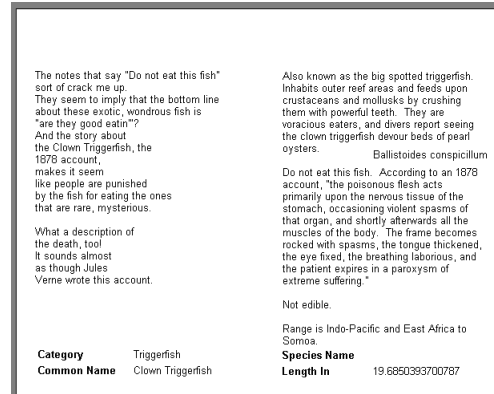 The notes that say "Do not eat this fish"
sort of crack me up.
They seem to imply that the bottom line
about these exotic, wondrous fish is
"are they good eatin'"?
And the story about
the Clown Triggerfish, the
1878 account,
makes it seem
like people are punished
by the fish for eating the ones
that are rare, mysterious.
What a description of
the death, too!
It sounds almost
as though Jules
Verne wrote this account.
Also known as the big spotted triggerfish.
Inhabits outer reef areas and feeds upon
crustaceans and mollusks by crushing
them with powerful teeth. They are
voracious eaters, and divers report seeing
the clown triggerfish devour beds of pearl
oysters.
Ballistoides conspicillum
Do not eat this fish. According to an 1878
account, "the poisonous flesh acts
primarily upon the nervous tissue of the
stomach, occasioning violent spasms of
that organ, and shortly afterwards all the
muscles of the body. The frame becomes
rocked with spasms, the tongue thickened,
the eye fixed, the breathing laborious, and
the patient expires in a paroxysm of
extreme suffering."
Not edible.
Range is Indo-Pacific and East Africa to
Somoa.
Category Triggerfish
Common Name Clown Triggerfish
Species Name
Length In 19.6850393700787